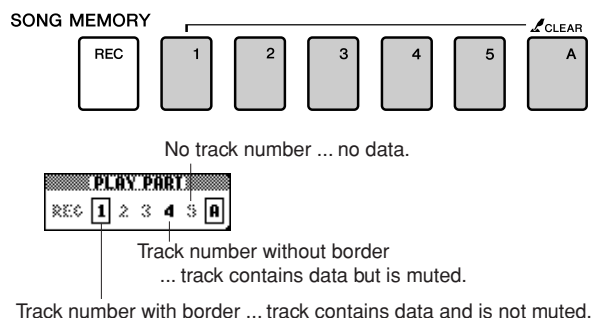 SONG MEMORY
CLEAR
REC 1 2 3 4 5 A
No track number ... no data.
PLAY PART
REC 1 2 3 4 5 A
Track number without border
... track contains data but is muted.
Track number with border ... track contains data and is not muted.